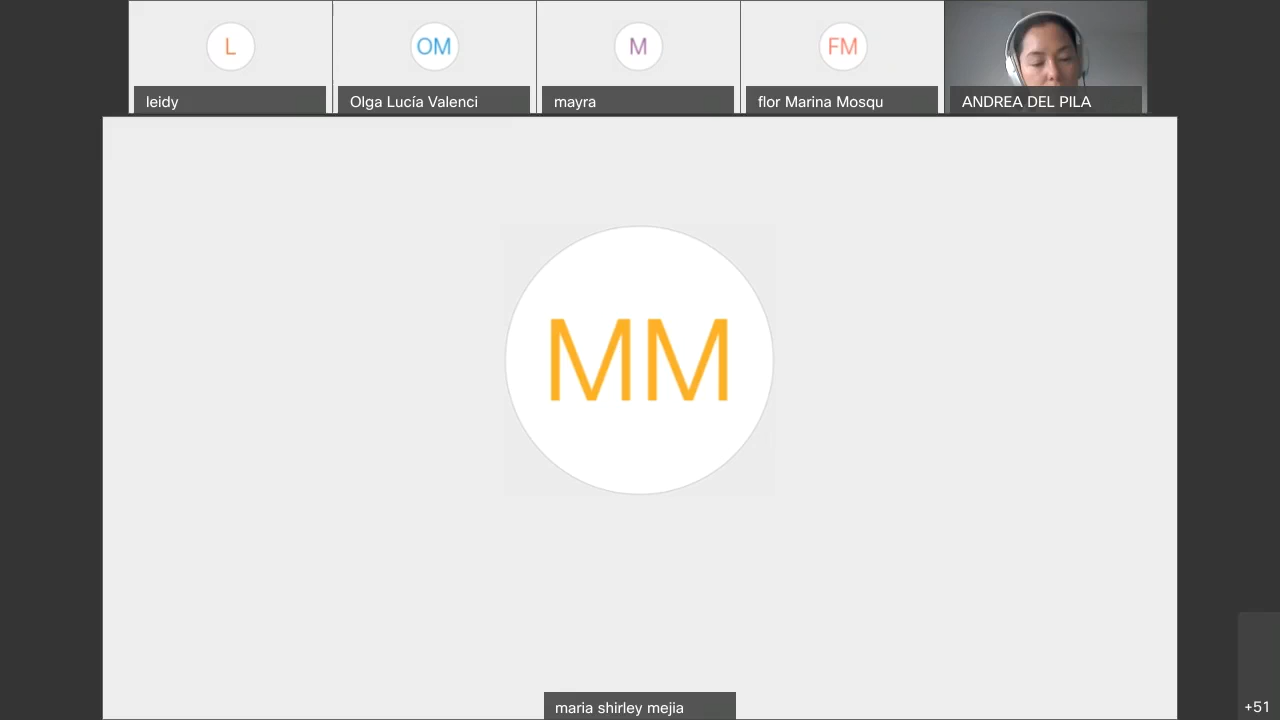 L
OM
M
FM
leidy
Olga Lucía Valenci
mayra
flor Marina Mosqu
ANDREA DEL PILA
MM
maria shirley mejia
+51